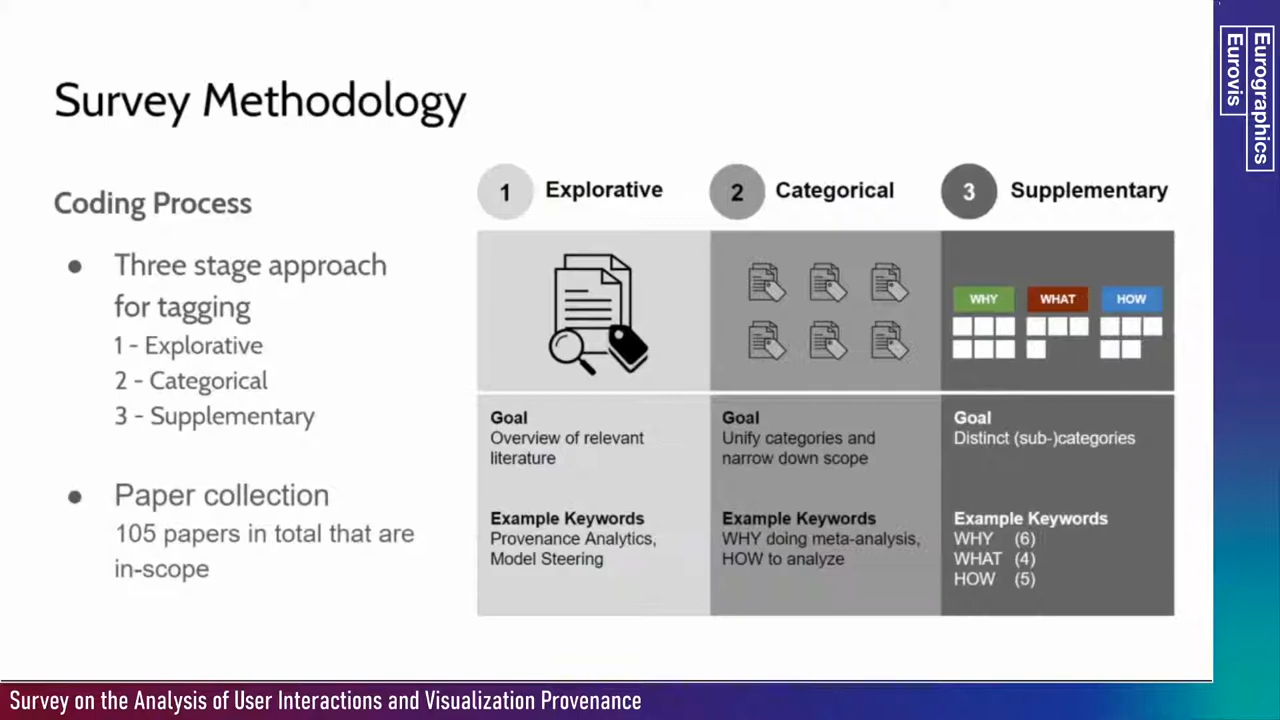 Survey Methodology
Coding Process
● Three stage approach
for tagging
1 - Explorative
2 - Categorical
3 - Supplementary
● Paper collection
105 papers in total that are
in-scope
1 Explorative
Goal
Overview of relevant
literature
Example Keywords
Provenance Analytics,
Model Steering
2 Categorical
Goal
Unify categories and
narrow down scope
Example Keywords
WHY doing meta-analysis,
HOW to analyze
3 Supplementary
WHY WHAT HOW
Goal
Distinct (sub-)categories
Example Keywords
WHY (6)
WHAT (4)
HOW (5)
Eurographics
Eurovis
Survey on the Analysis of User Interactions and Visualization Provenance